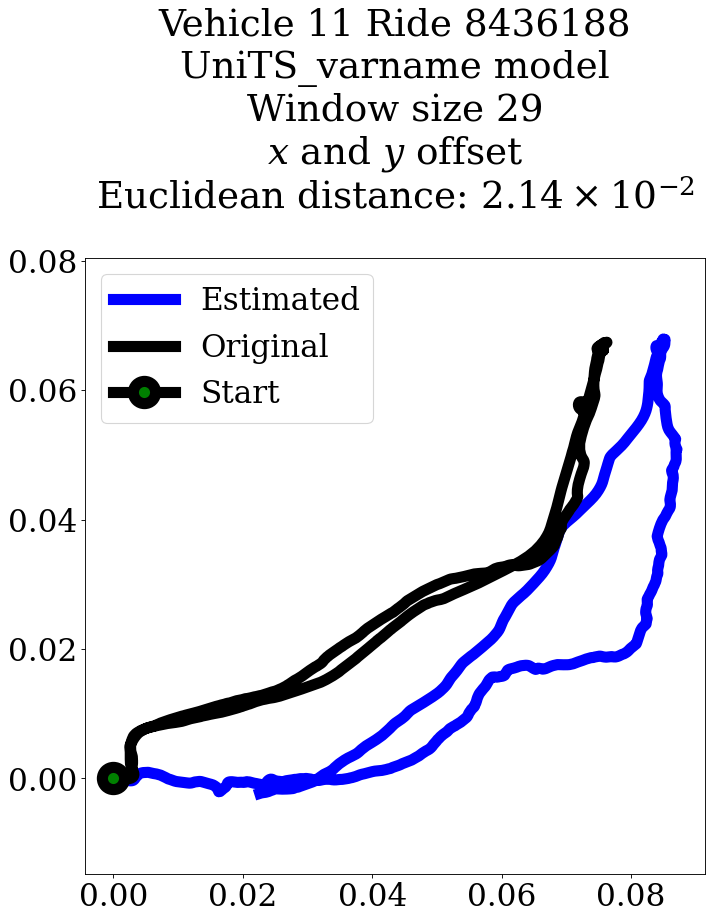 Vehicle 11 Ride 8436188
UniTS_varname model
Window size 29
x and y offset
Euclidean distance: 2.14 × 10⁻²
0.08
0.06
0.04
0.02
0.00
Estimated
Original
Start
0.00 0.02 0.04 0.06 0.08